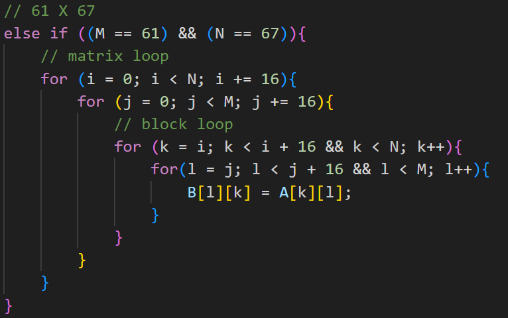 // 61 X 67
else if ((M == 61) && (N == 67)){
    // matrix loop
    for (i = 0; i < N; i += 16){
        for (j = 0; j < M; j += 16){
            // block loop
            for (k = i; k < i + 16 && k < N; k++){
                for(l = j; l < j + 16 && l < M; l++){
                    B[l][k] = A[k][l];
                }
            }
        }
    }
}